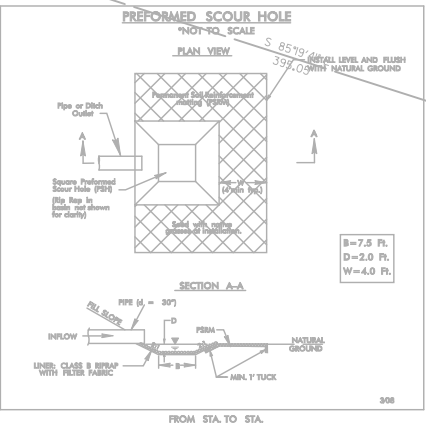 PREFORMED SCOUR HOLE
*NOT TO SCALE
PLAN VIEW
S 85°19'
395.05'
INSTALL LEVEL AND FLUSH
WITH NATURAL GROUND
Permanent Soil Reinforcement
matting (PSRM)
Pipe or Ditch
Outlet
A
A
Square Preformed
Scour Hole (PSH)
(Rip Rap in
basin not shown
for clarity)
W
(4' min typ.)
Seed with native
grasses at installation.
B=7.5 Ft.
D=2.0 Ft.
W=4.0 Ft.
SECTION A-A
PIPE (d. = 30")
FILL SLOPE
D
INFLOW
PSRM
NATURAL
GROUND
LINER: CLASS B RIPRAP
WITH FILTER FABRIC
B
MIN. 1' TUCK
3/08
FROM STA. TO STA.